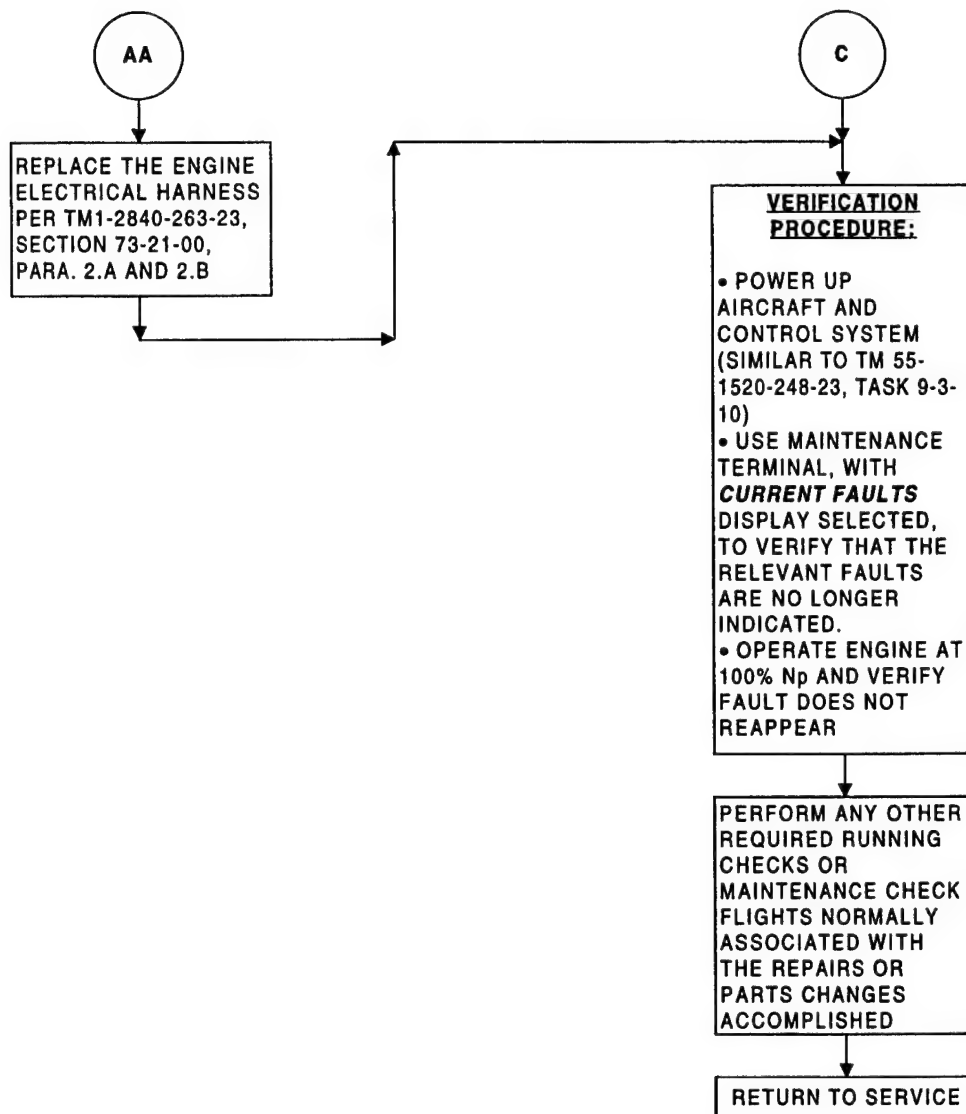 AA
REPLACE THE ENGINE
ELECTRICAL HARNESS
PER TM1-2840-263-23,
SECTION 73-21-00,
PARA. 2.A AND 2.B
C
VERIFICATION
PROCEDURE:
• POWER UP
AIRCRAFT AND
CONTROL SYSTEM
(SIMILAR TO TM 55-
1520-248-23, TASK 9-3-
10)
• USE MAINTENANCE
TERMINAL, WITH
CURRENT FAULTS
DISPLAY SELECTED,
TO VERIFY THAT THE
RELEVANT FAULTS
ARE NO LONGER
INDICATED.
• OPERATE ENGINE AT
100% Np AND VERIFY
FAULT DOES NOT
REAPPEAR
PERFORM ANY OTHER
REQUIRED RUNNING
CHECKS OR
MAINTENANCE CHECK
FLIGHTS NORMALLY
ASSOCIATED WITH
THE REPAIRS OR
PARTS CHANGES
ACCOMPLISHED
RETURN TO SERVICE